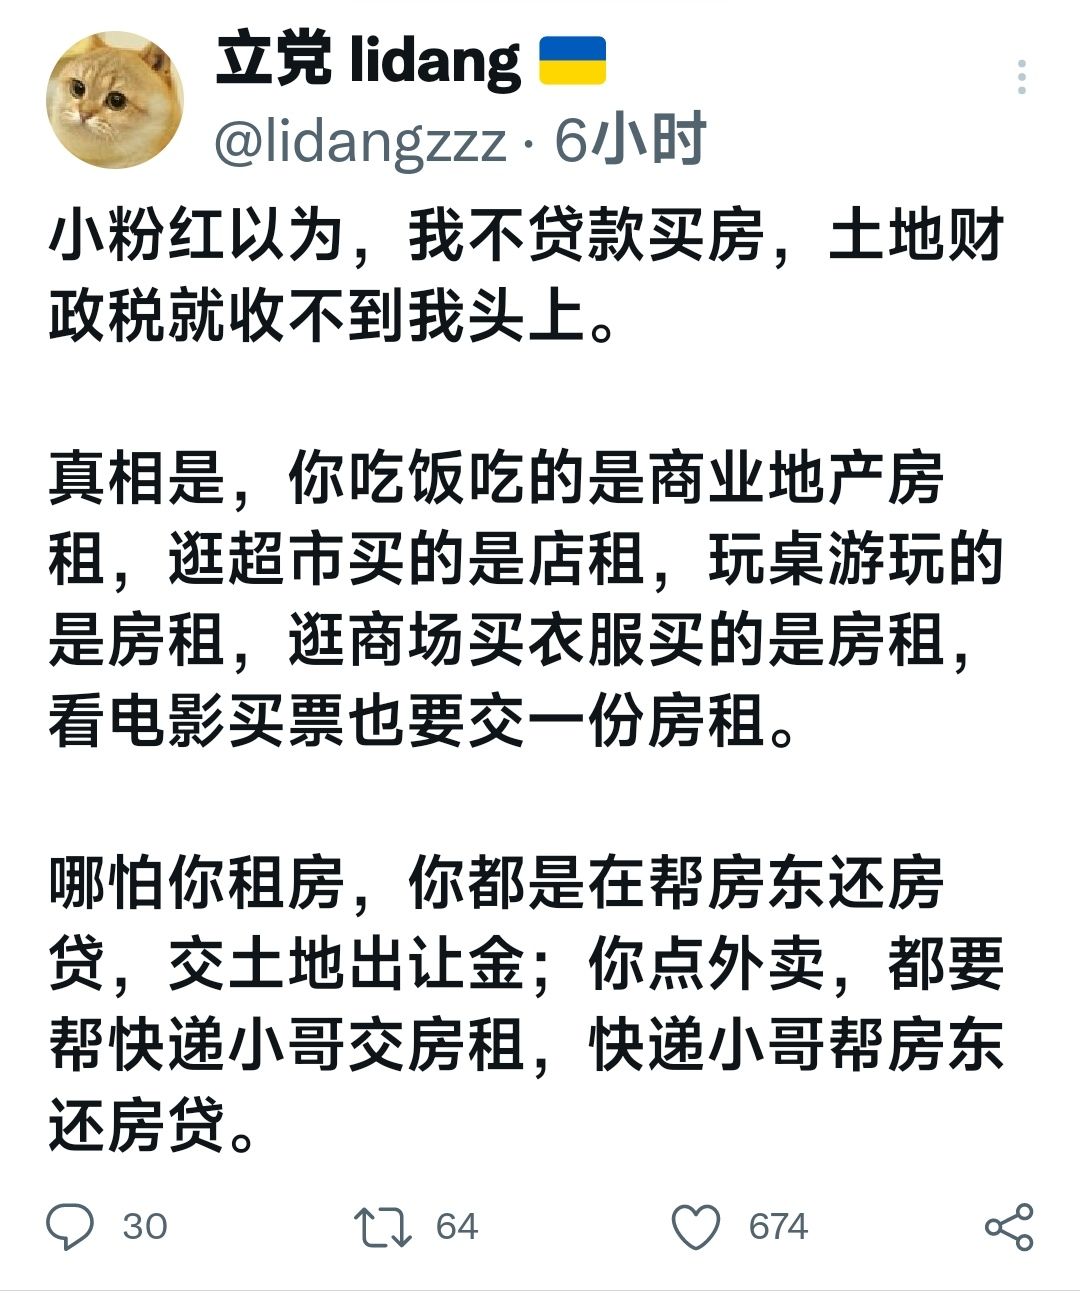 立党 lidang 🇺🇦
@lidangzzz · 6小时
小粉红以为，我不贷款买房，土地财
政税就收不到我头上。
真相是，你吃饭吃的是商业地产房
租，逛超市买的是店租，玩桌游玩的
是房租，逛商场买衣服买的是房租，
看电影买票也要交一份房租。
哪怕你租房，你都是在帮房东还房
贷，交土地出让金；你点外卖，都要
帮快递小哥交房租，快递小哥帮房东
还房贷。
30 64 674